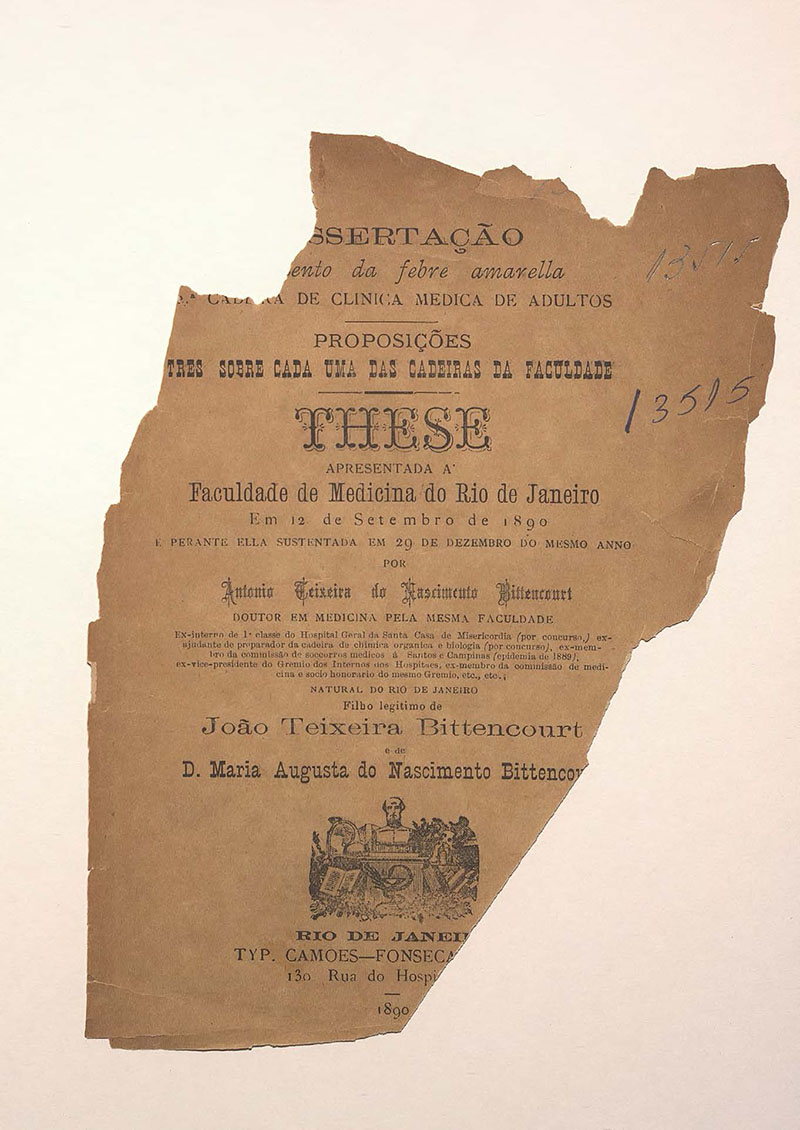 SSERTAÇÃO
ento da febre amarella
CADEIRA DE CLINICA MEDICA DE ADULTOS
13515
PROPOSIÇÕES
TRES SOBRE CADA UMA DAS CADEIRAS DA FACULDADE
13515
THESE
APRESENTADA A'
Faculdade de Medicina do Rio de Janeiro
Em 12 de Setembro de 1890
E PERANTE ELLA SUSTENTADA EM 29 DE DEZEMBRO DO MESMO ANNO
POR
Antonio Teixeira do Nascimento Bittencourt
DOUTOR EM MEDICINA PELA MESMA FACULDADE
Ex-interno de 1ª classe do Hospital Geral da Santa Casa de Misericordia (por concurso,) ex-
ajudante de preparador da cadeira de chimica organica e biologia (por concurso), ex-mem-
bro da commissão de soccorros medicos á Santos e Campinas (epidemia de 1889),
ex-vice-presidente do Gremio dos Internos dos Hospitaes, ex-membro da commissão de medi-
cina e socio honorario do mesmo Gremio, etc., etc.,
NATURAL DO RIO DE JANEIRO
Filho legitimo de
João Teixeira Bittencourt
e de
D. Maria Augusta do Nascimento Bittencou
RIO DE JANEI
TYP. CAMOES—FONSECA
130 Rua do Hospi
1890